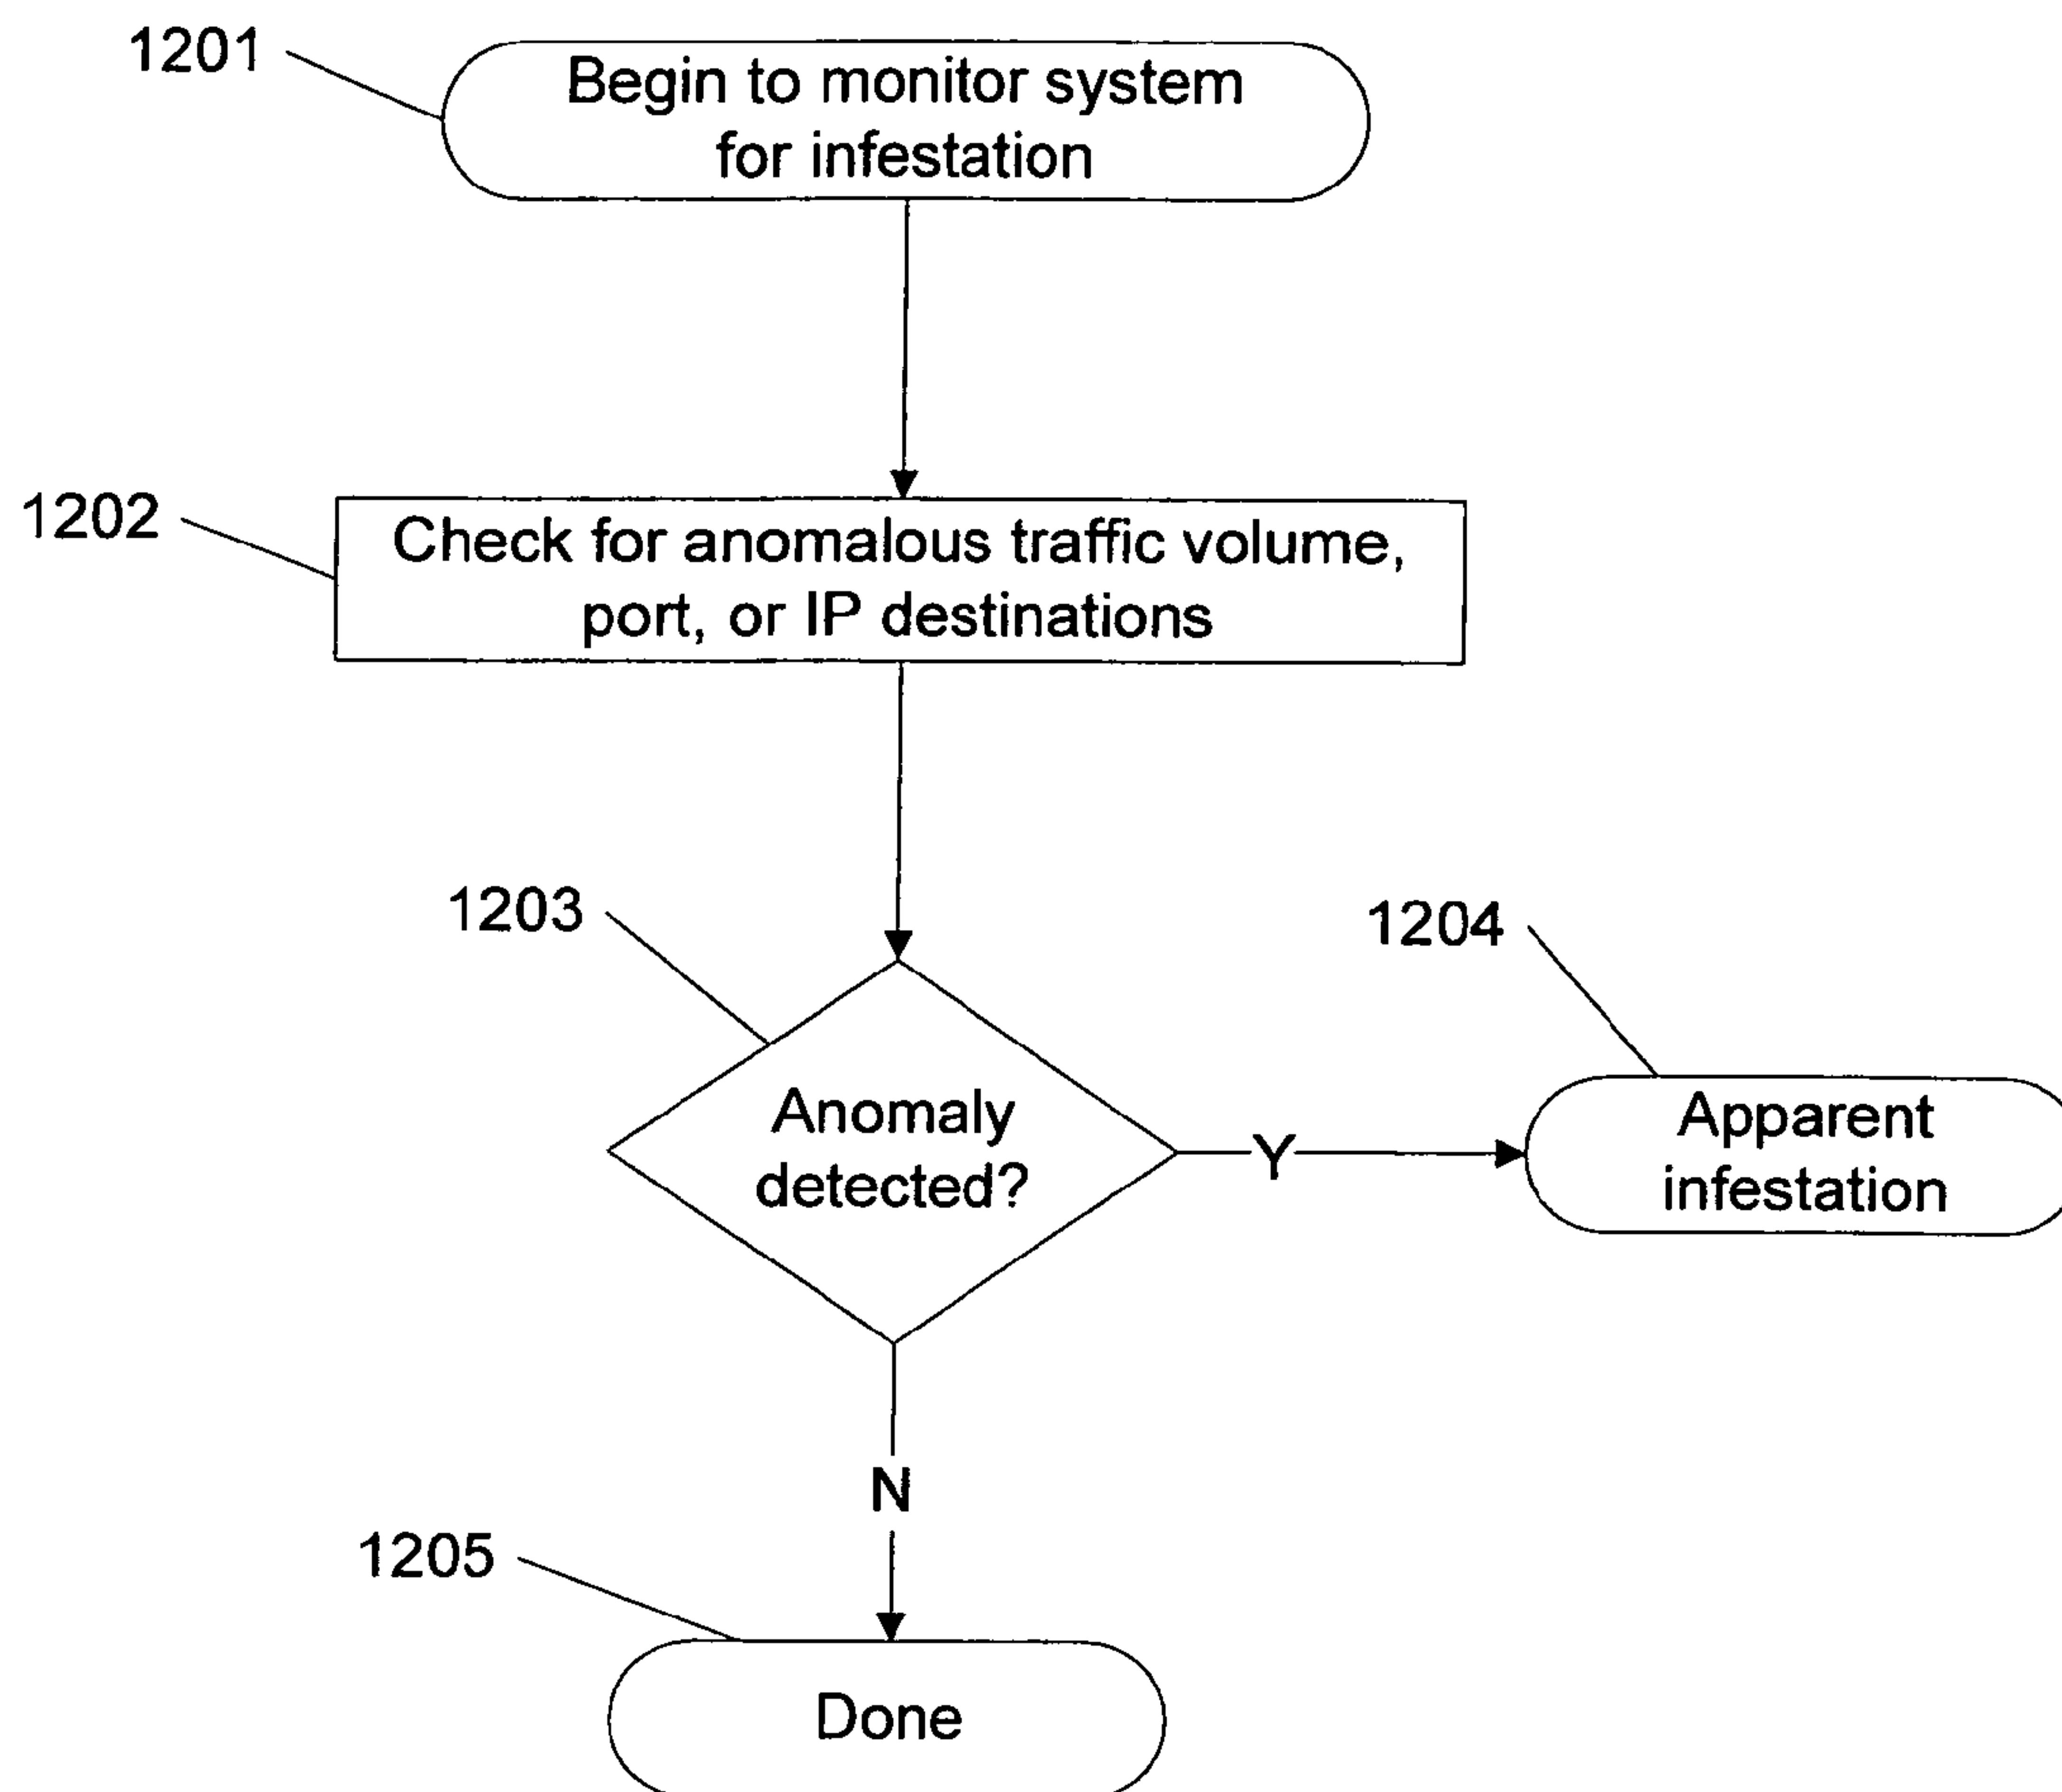 1201
Begin to monitor system
for infestation
1202
Check for anomalous traffic volume,
port, or IP destinations
1203
1204
Anomaly
detected?
Y
Apparent
infestation
N
1205
Done